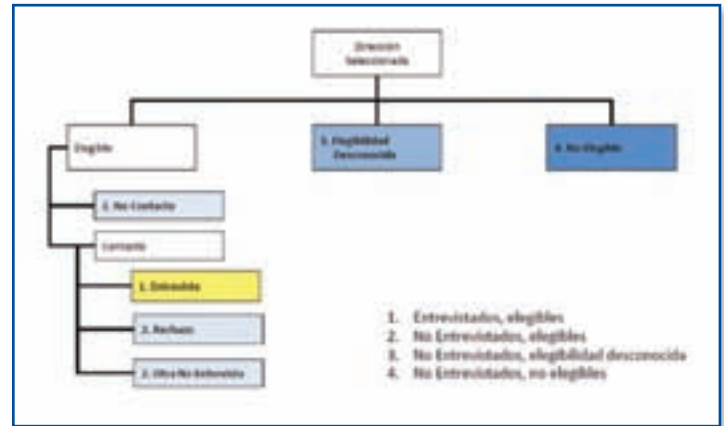 Dirección
Seleccionada
Elegible
3. Elegibilidad
Desconocida
4. No Elegible
2. No Contacto
Contacto
1. Entrevista
2. Rechazo
2. Otra No Entrevista
1. Entrevistados, elegibles
2. No Entrevistados, elegibles
3. No Entrevistados, elegibilidad desconocida
4. No Entrevistados, no elegibles